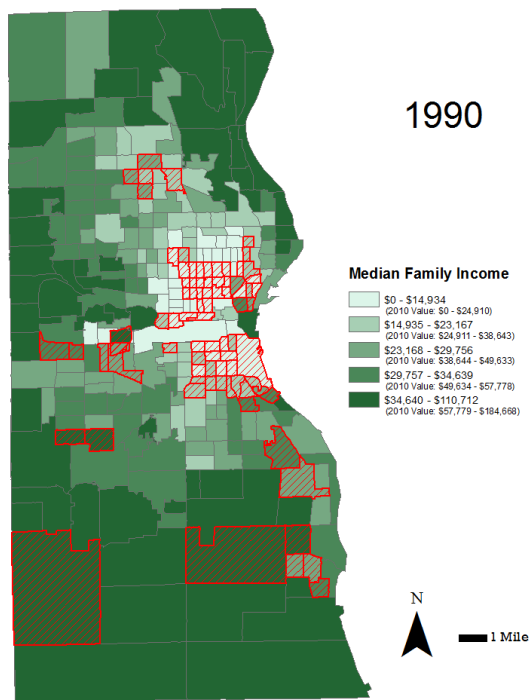 1990
Median Family Income
$0 - $14,934
(2010 Value: $0 - $24,910)
$14,935 - $23,167
(2010 Value: $24,911 - $38,643)
$23,168 - $29,756
(2010 Value: $38,644 - $49,633)
$29,757 - $34,639
(2010 Value: $49,634 - $57,778)
$34,640 - $110,712
(2010 Value: $57,779 - $184,668)
N
1 Mile